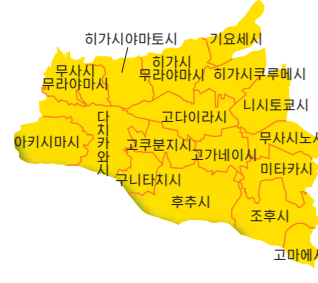 히가시야마토시
기요세시
무사시
무라야마시
히가시
무라야마시
히가시쿠루메시
니시토쿄시
다
치
카
와
시
고다이라시
무사시노시
아키시마시
고쿠분지시
고가네이시
미타카시
구니타치시
후추시
조후시
고마에시